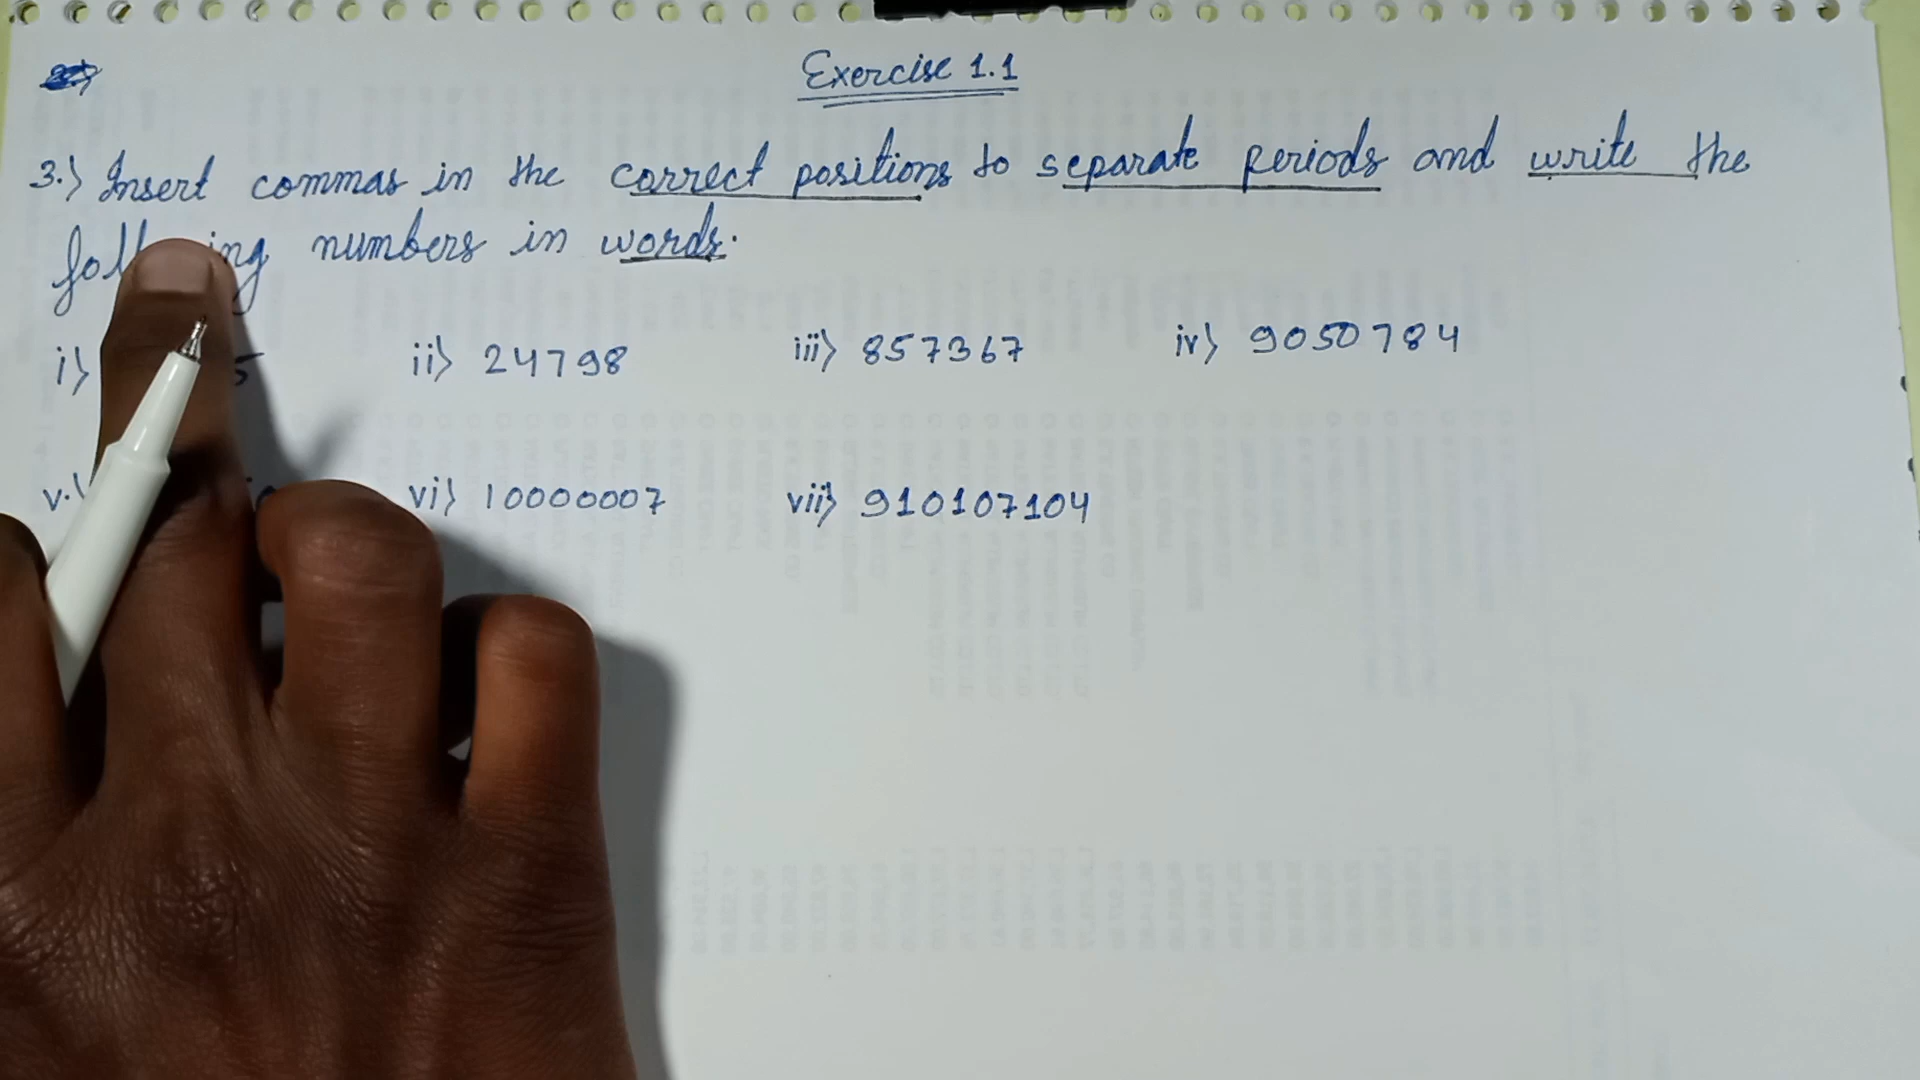 Exercise 1.1
3.) Insert commas in the correct positions to separate periods and write the
numbers in words.
i) ii) 24798 iii) 857367 iv) 9050784
v.) vi) 10000007 vii) 910107104